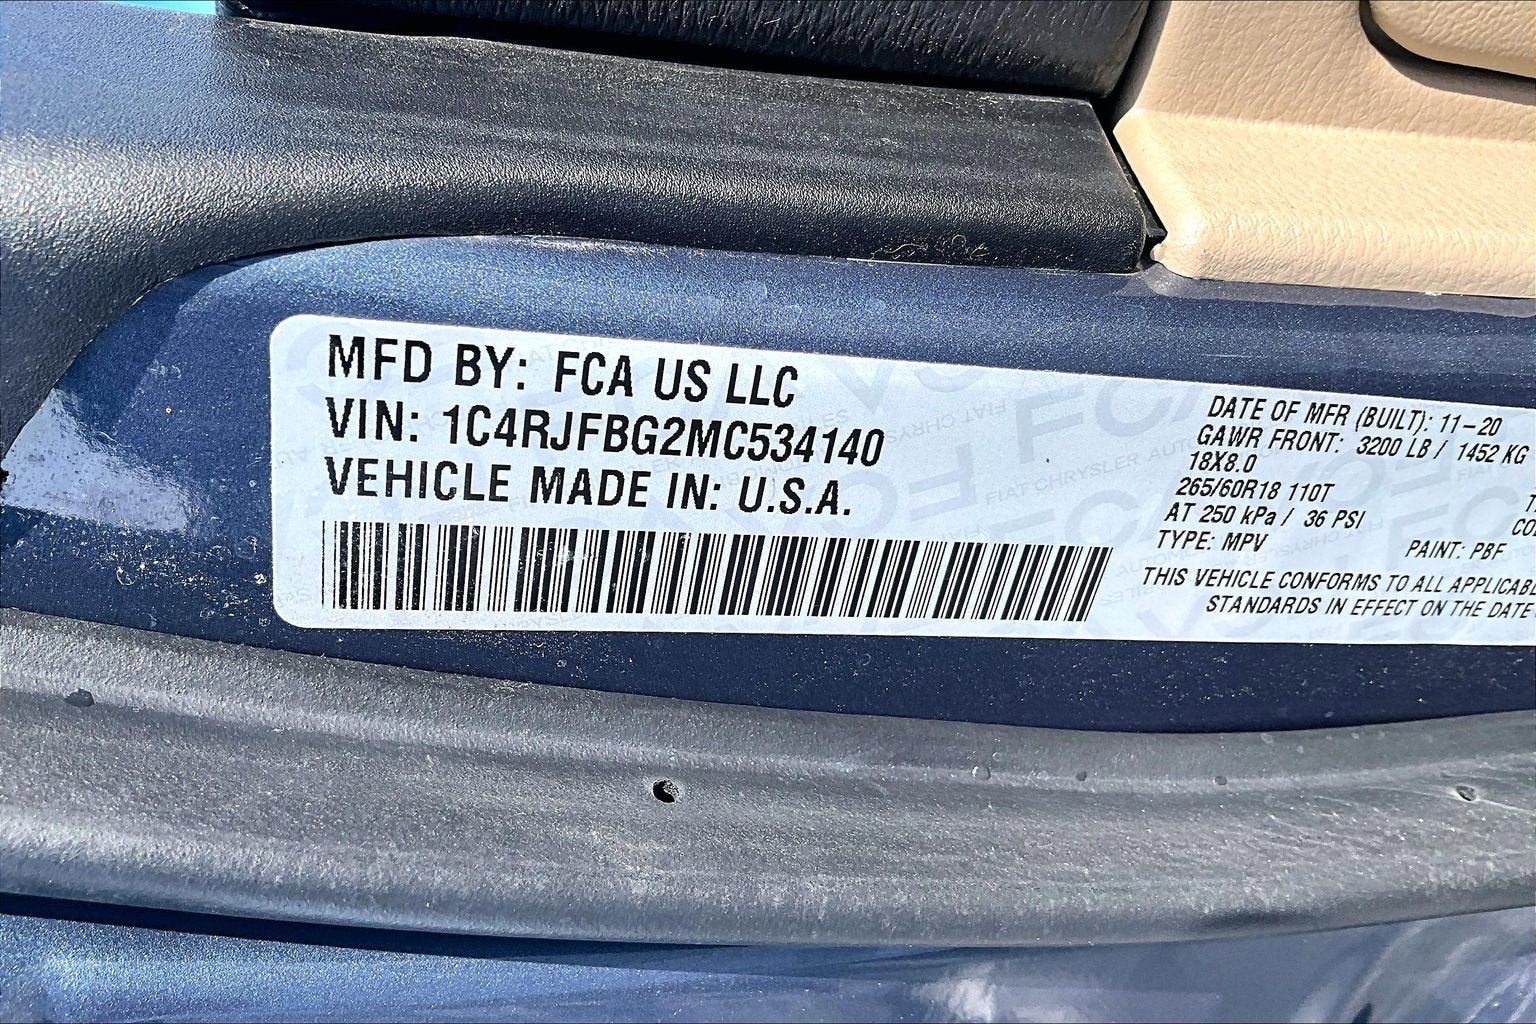 MFD BY: FCA US LLC
VIN: 1C4RJFBG2MC534140
VEHICLE MADE IN: U.S.A.
DATE OF MFR (BUILT): 11-20
GAWR FRONT: 3200 LB / 1452 KG
18X8.0
265/60R18 110T
AT 250 kPa / 36 PSI
TYPE: MPV PAINT: PBF
THIS VEHICLE CONFORMS TO ALL
STANDARDS IN EFFECT ON THE DATE